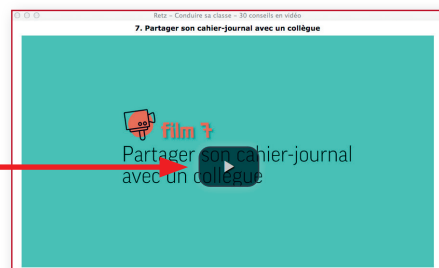 Retz – Conduire sa classe – 30 conseils en vidéo
7. Partager son cahier-journal avec un collègue
film 7
Partager son cahier-journal
avec un collègue